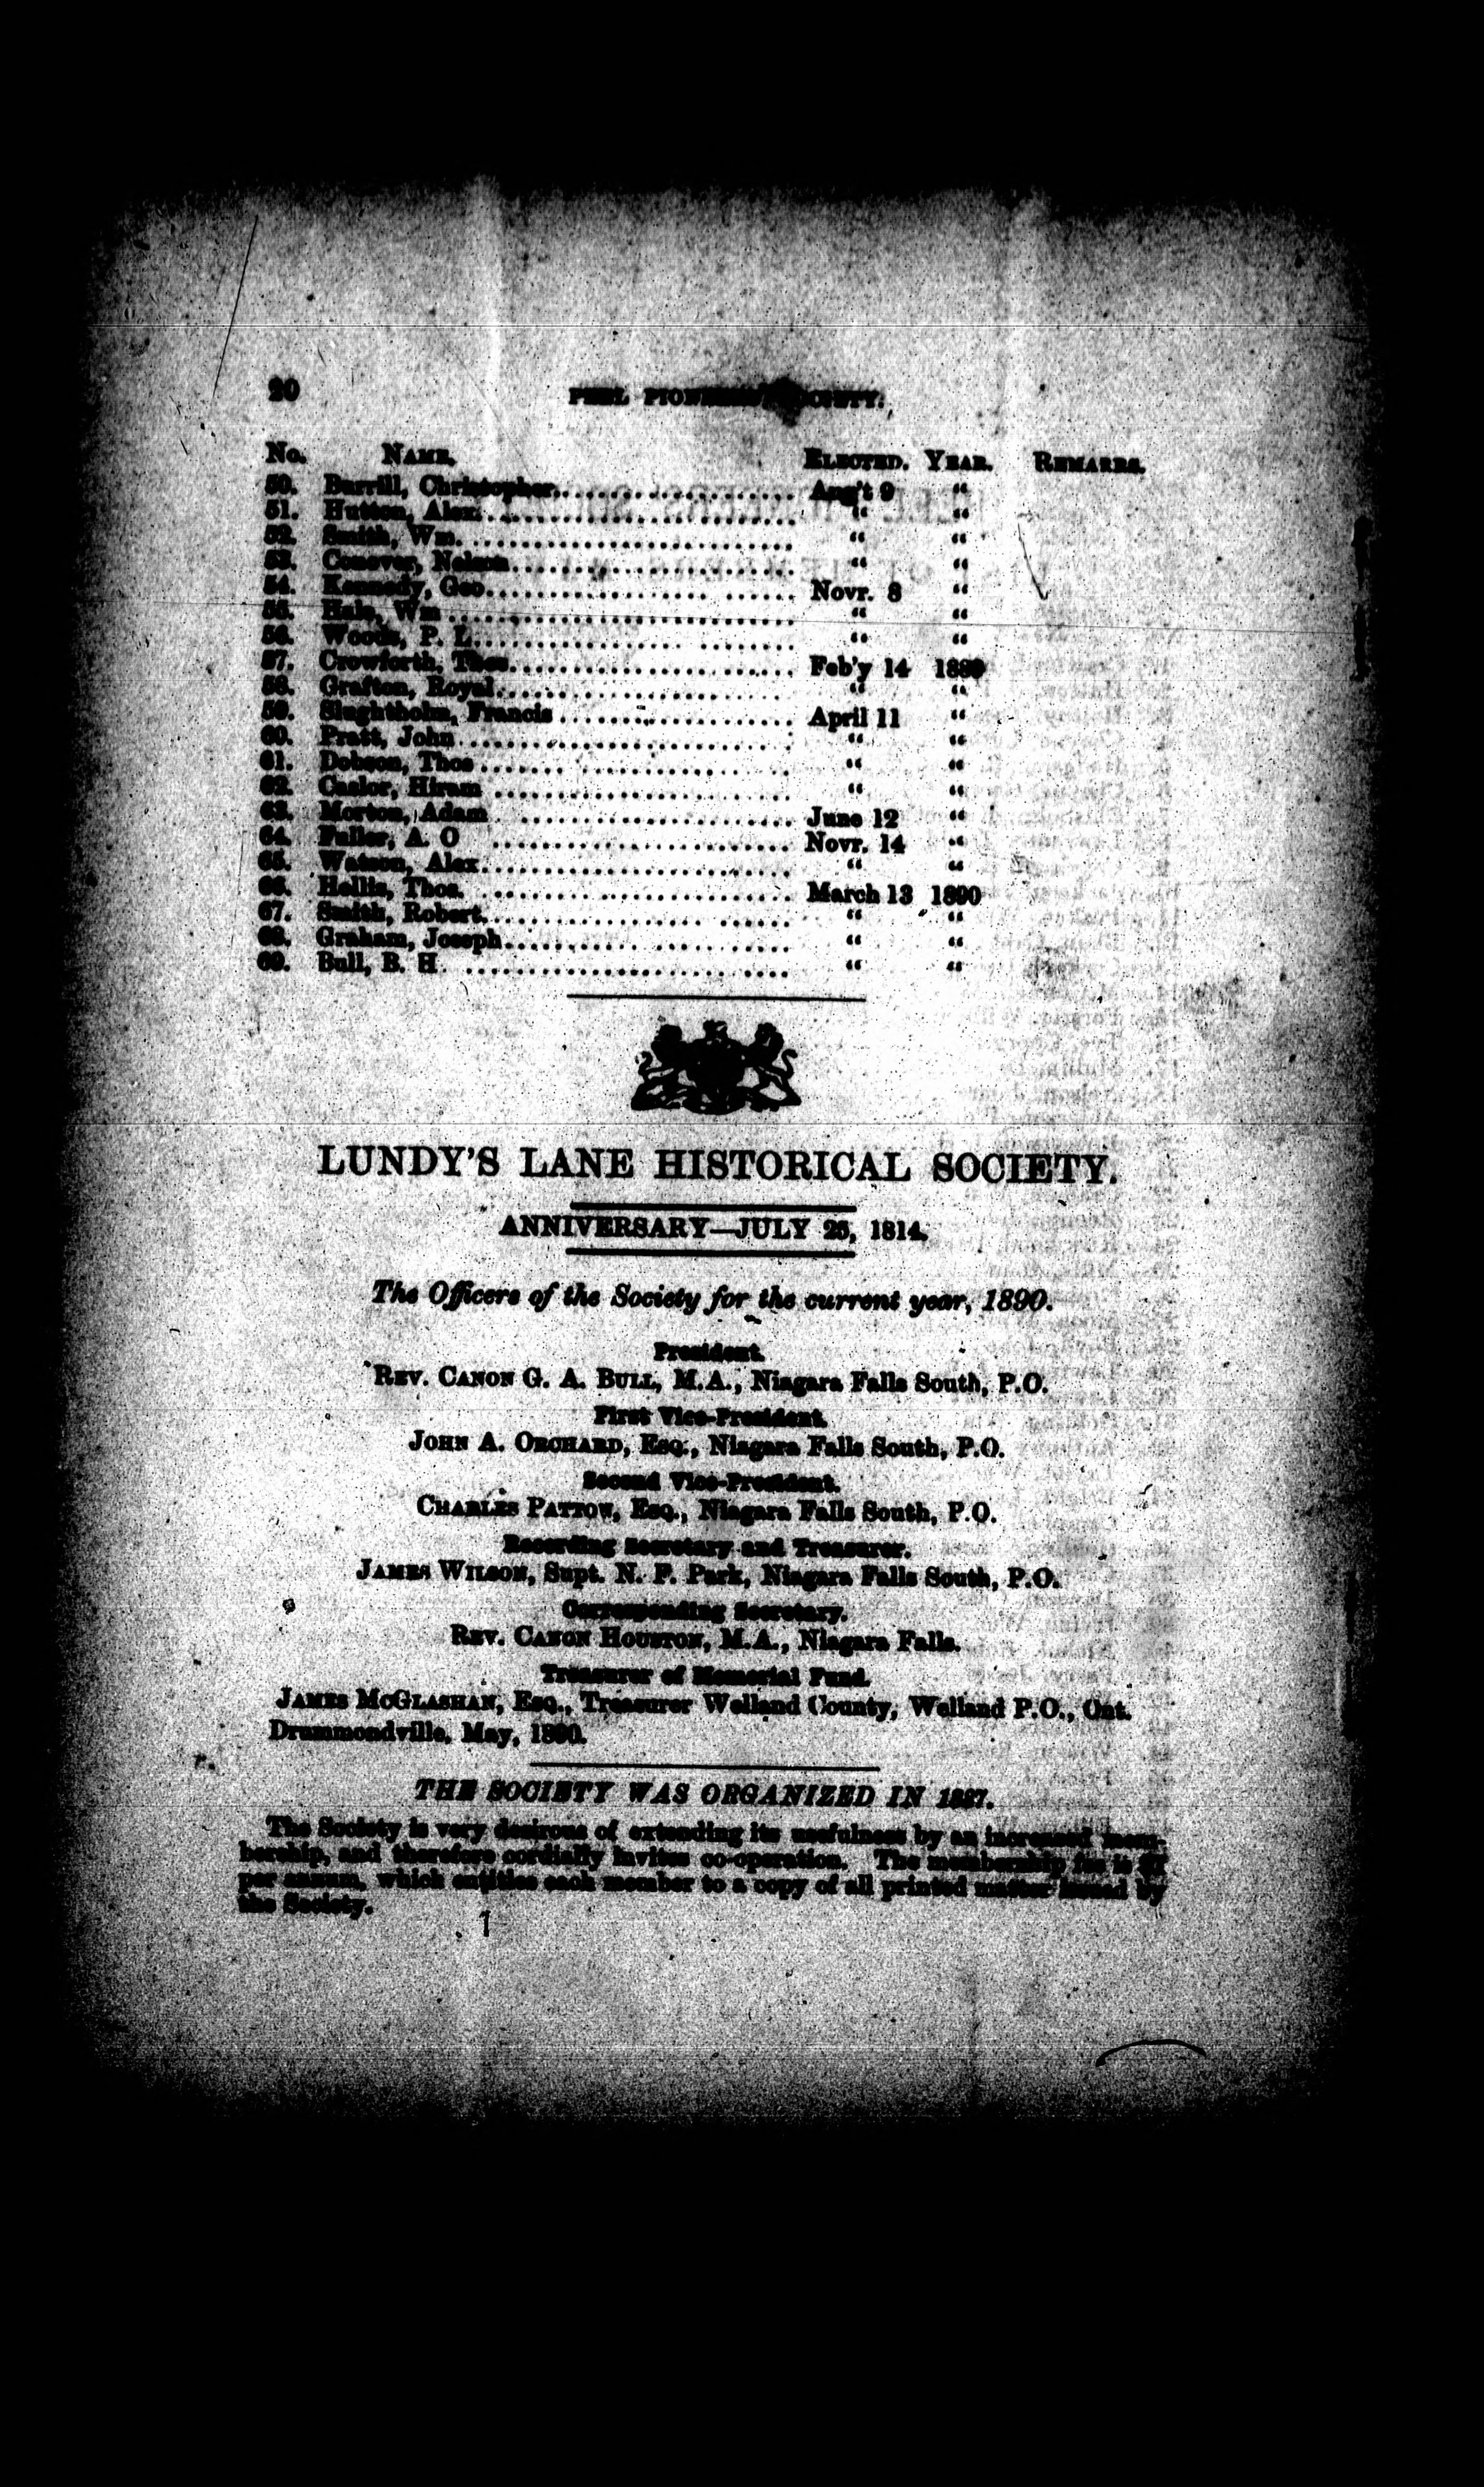 20 PEEL PIONEERS' SOCIETY.
No. NAME. ELECTED. YEAR. REMARKS.
50. Burrill, Christopher.................... Aug't 9 "
51. Hutton, Alex. ........................ " "
52. Smith, Wm. ........................ " "
53. Conover, Nelson........................ " "
54. Kennedy, Geo........................ Novr. 8 "
55. Hale, Wm ........................ " "
56. Woods, P. L........................ " "
57. Crowforth, Thos........................ Feb'y 14 1889
58. Grafton, Royal........................ " "
59. Slaghtholm, Francis .................... April 11 "
60. Pratt, John........................ " "
61. Dobson, Thos ........................ " "
62. Caslor, Hiram ........................ " "
63. Morton, Adam ........................ June 12 "
64. Fuller, A. O ........................ Novr. 14 "
65. Watson, Alex........................ " "
66. Hollis, Thos. ........................ March 13 1890
67. Smith, Robert........................ " "
68. Graham, Joseph........................ " "
69. Bull, B. H. ........................ " "
LUNDY'S LANE HISTORICAL SOCIETY.
ANNIVERSARY—JULY 25, 1814.
The Officers of the Society for the current year, 1890.
President.
REV. CANON G. A. BULL, M.A., Niagara Falls South, P.O.
First Vice-President.
JOHN A. ORCHARD, ESQ., Niagara Falls South, P.O.
Second Vice-President.
CHARLES PATTOW, ESQ., Niagara Falls South, P.O.
Recording Secretary and Treasurer.
JAMES WILSON, Supt. N. F. Park, Niagara Falls South, P.O.
Corresponding Secretary.
REV. CANON HOUSTON, M.A., Niagara Falls.
Treasurer of Memorial Fund.
JAMES MCGLASHAN, ESQ., Treasurer Welland County, Welland P.O., Ont.
Drummondville, May, 1890.
THE SOCIETY WAS ORGANIZED IN 1887.
The Society is very desirous of extending its usefulness by an increased mem-
bership, and therefore cordially invites co-operation. The membership fee is
per annum, which entitles each member to a copy of all printed matter issued by
the Society.